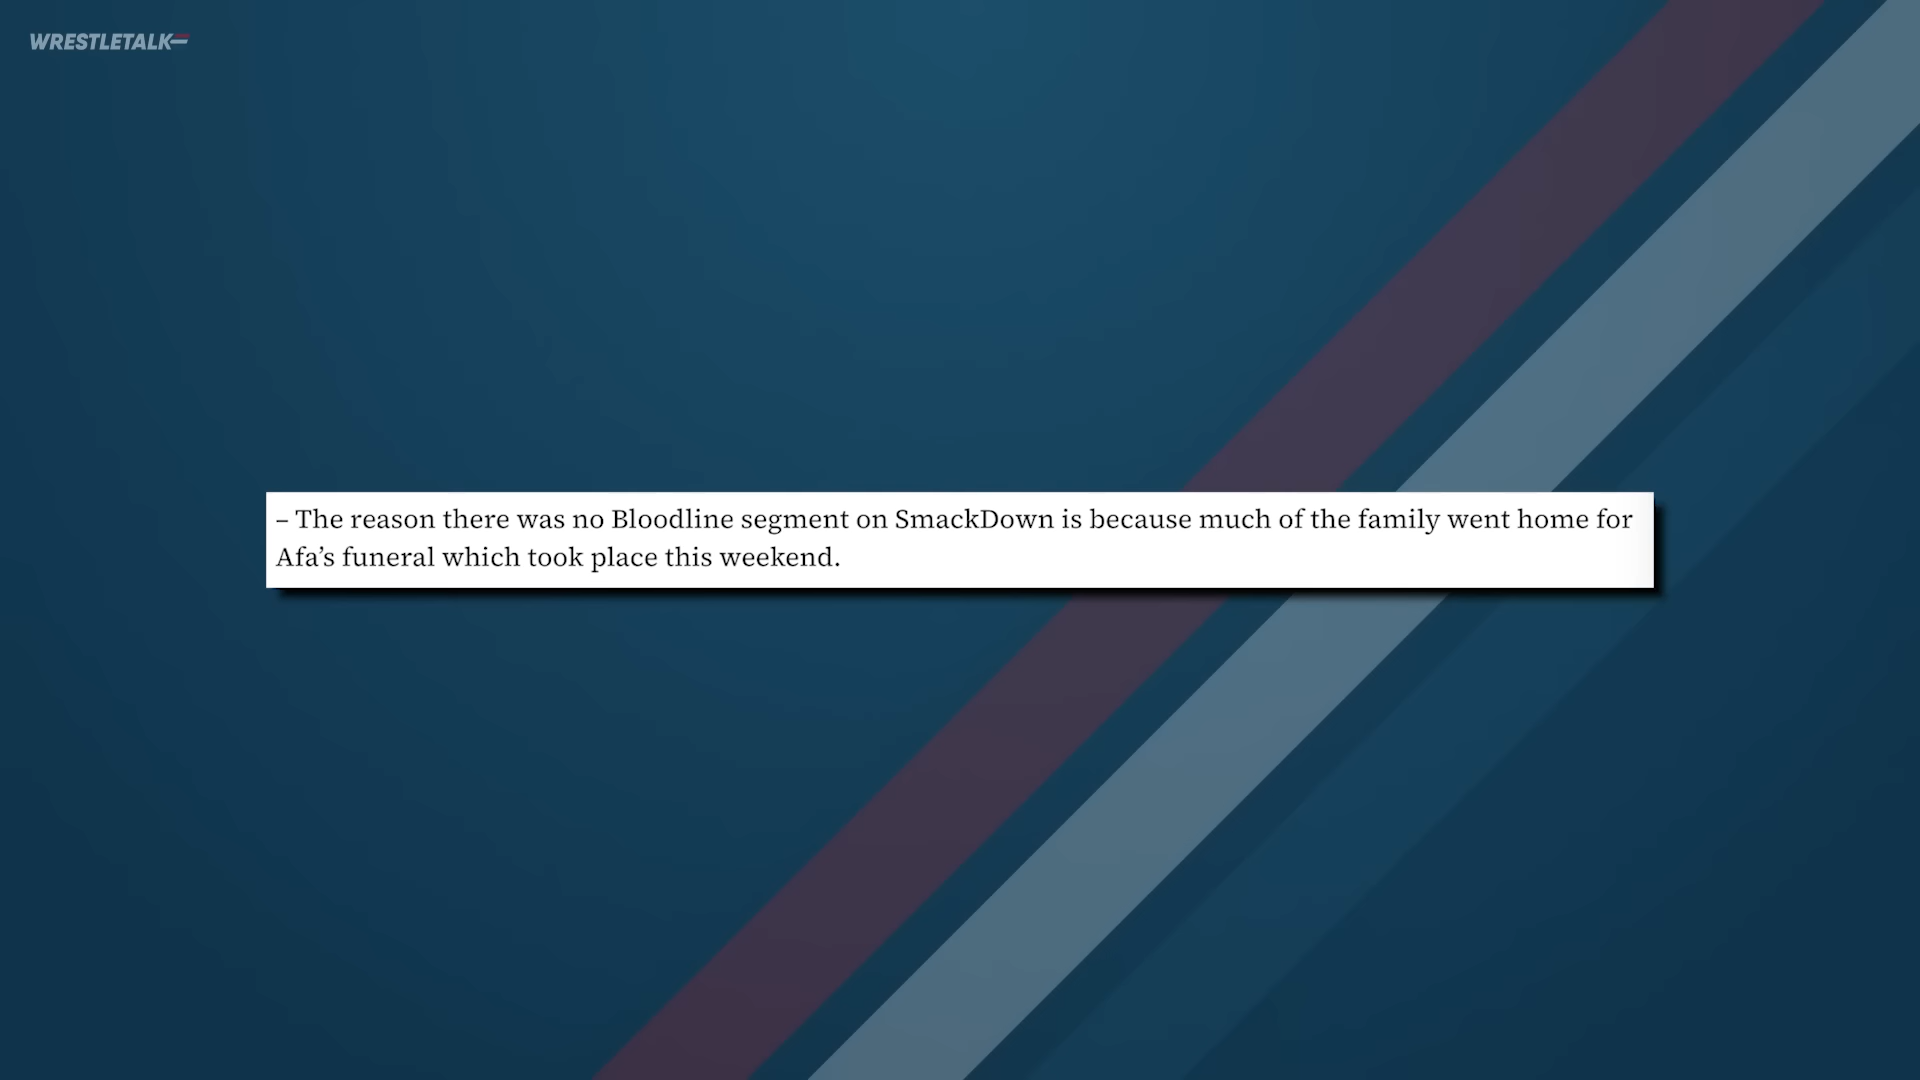 WRESTLETALK
– The reason there was no Bloodline segment on SmackDown is because much of the family went home for
Afa’s funeral which took place this weekend.